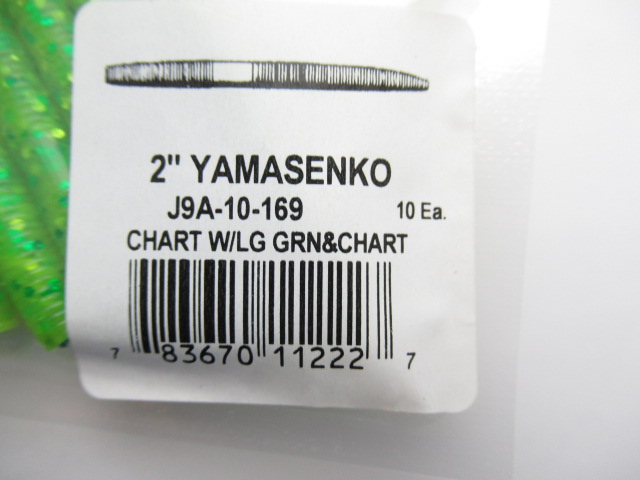 2" YAMASENKO
J9A-10-169 10 Ea.
CHART W/LG GRN&CHART
7 83670 11222 7